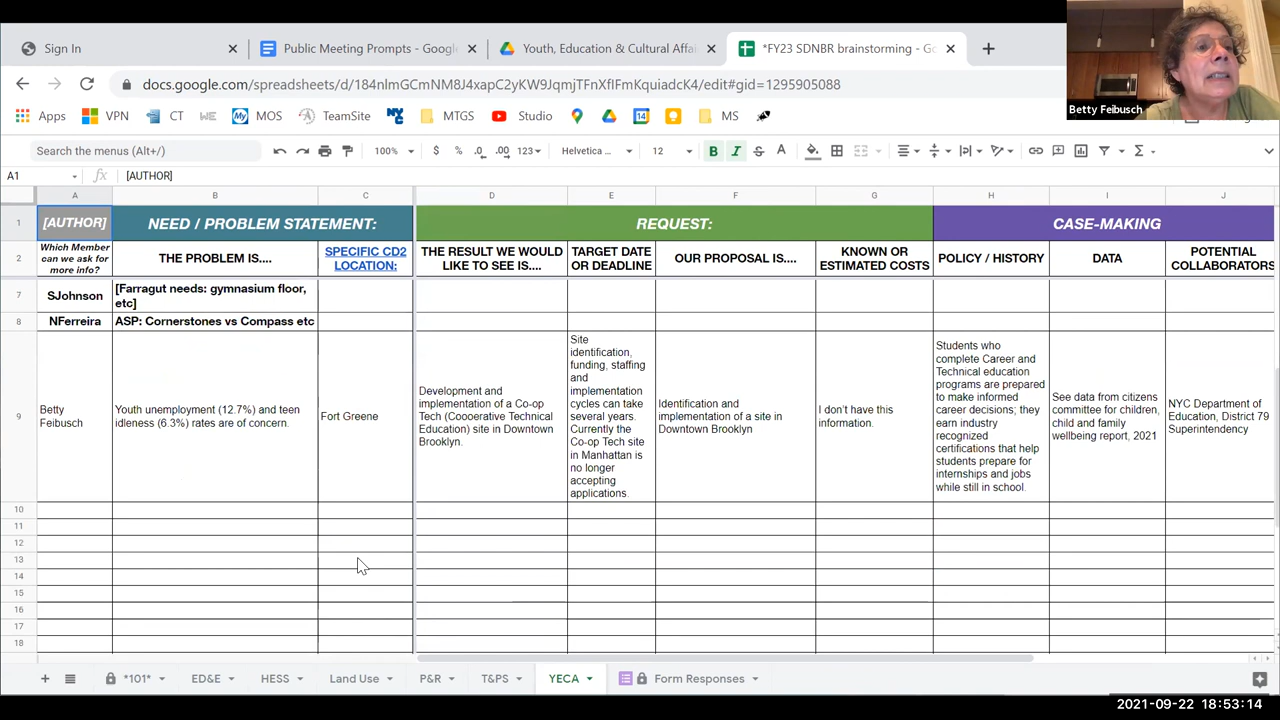 Sign In
Public Meeting Prompts - Google
Youth, Education & Cultural Affai
*FY23 SDNBR brainstorming - Go
docs.google.com/spreadsheets/d/184nlmGCmNM8J4xapC2yKW9JqmjTFnXfIFmKquiadcK4/edit#gid=1295905088
Betty Feibusch
Apps
VPN
CT
WE
MOS
TeamSite
NYC
MTGS
Studio
14
MS
Search the menus (Alt+/)
100%
$
%
.0
.00
123
Helvetica ...
12
B
I
S
A
A1
fx
[AUTHOR]
A
B
C
D
E
F
G
H
I
J
1
[AUTHOR]
NEED / PROBLEM STATEMENT:
REQUEST:
CASE-MAKING
2
Which Member
can we ask for
more info?
THE PROBLEM IS....
SPECIFIC CD2
LOCATION:
THE RESULT WE WOULD
LIKE TO SEE IS....
TARGET DATE
OR DEADLINE
OUR PROPOSAL IS....
KNOWN OR
ESTIMATED COSTS
POLICY / HISTORY
DATA
POTENTIAL
COLLABORATORS
7
SJohnson
[Farragut needs: gymnasium floor,
etc]
8
NFerreira
ASP: Cornerstones vs Compass etc
9
Betty
Feibusch
Youth unemployment (12.7%) and teen
idleness (6.3%) rates are of concern.
Fort Greene
Development and
implementation of a Co-op
Tech (Coooerative Technical
Education) site in Downtown
Brooklyn.
Site
identification,
funding, staffing
and
implementation
cycles can take
several years.
Currently the
Co-op Tech site
in Manhattan is
no longer
accepting
applications.
Identification and
implementation of a site in
Downtown Brooklyn
I don't have this
information.
Students who
complete Career and
Technical education
programs are prepared
to make informed
career decisions; they
earn industry
recognized
certifications that help
students prepare for
internships and jobs
while still in school.
See data from citizens
committee for children,
child and family
wellbeing report, 2021
NYC Department of
Education, District 79
Superintendency
10
11
12
13
14
15
16
17
18
*101*
ED&E
HESS
Land Use
P&R
T&PS
YECA
Form Responses
2021-09-22 18:53:14